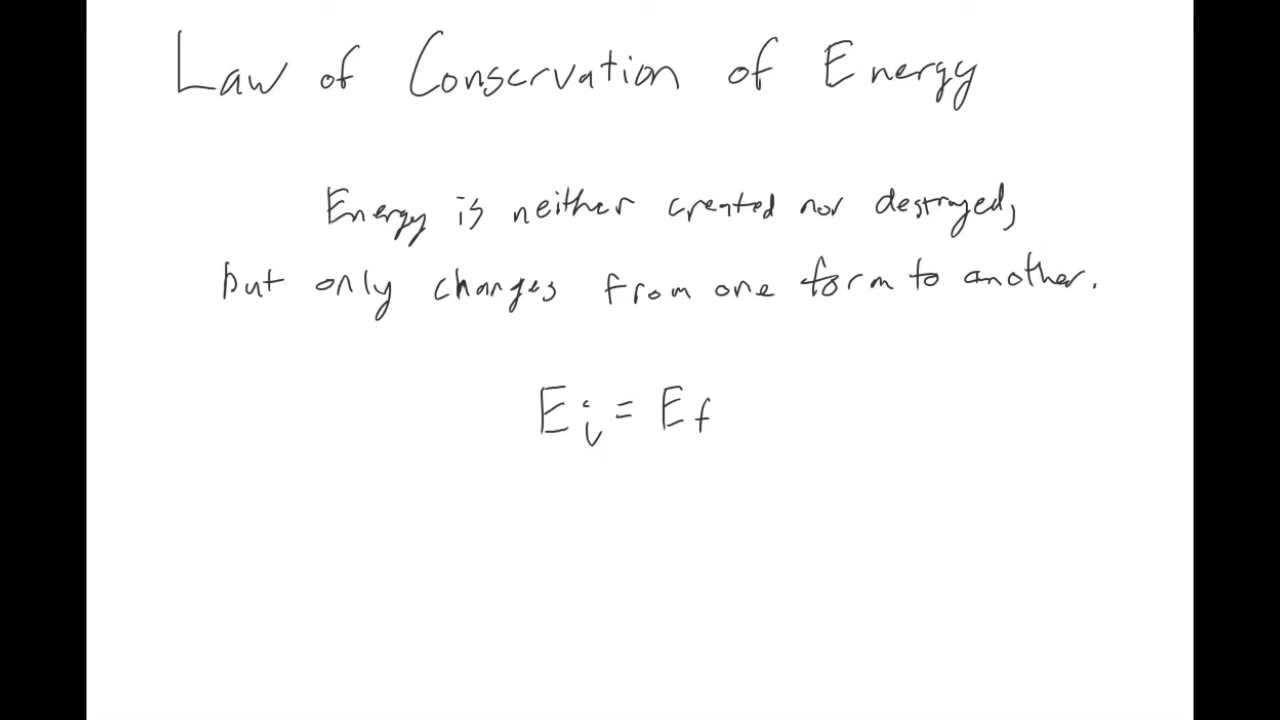 Law of Conservation of Energy
Energy is neither created nor destroyed,
but only changes from one form to another.
Ei = Ef